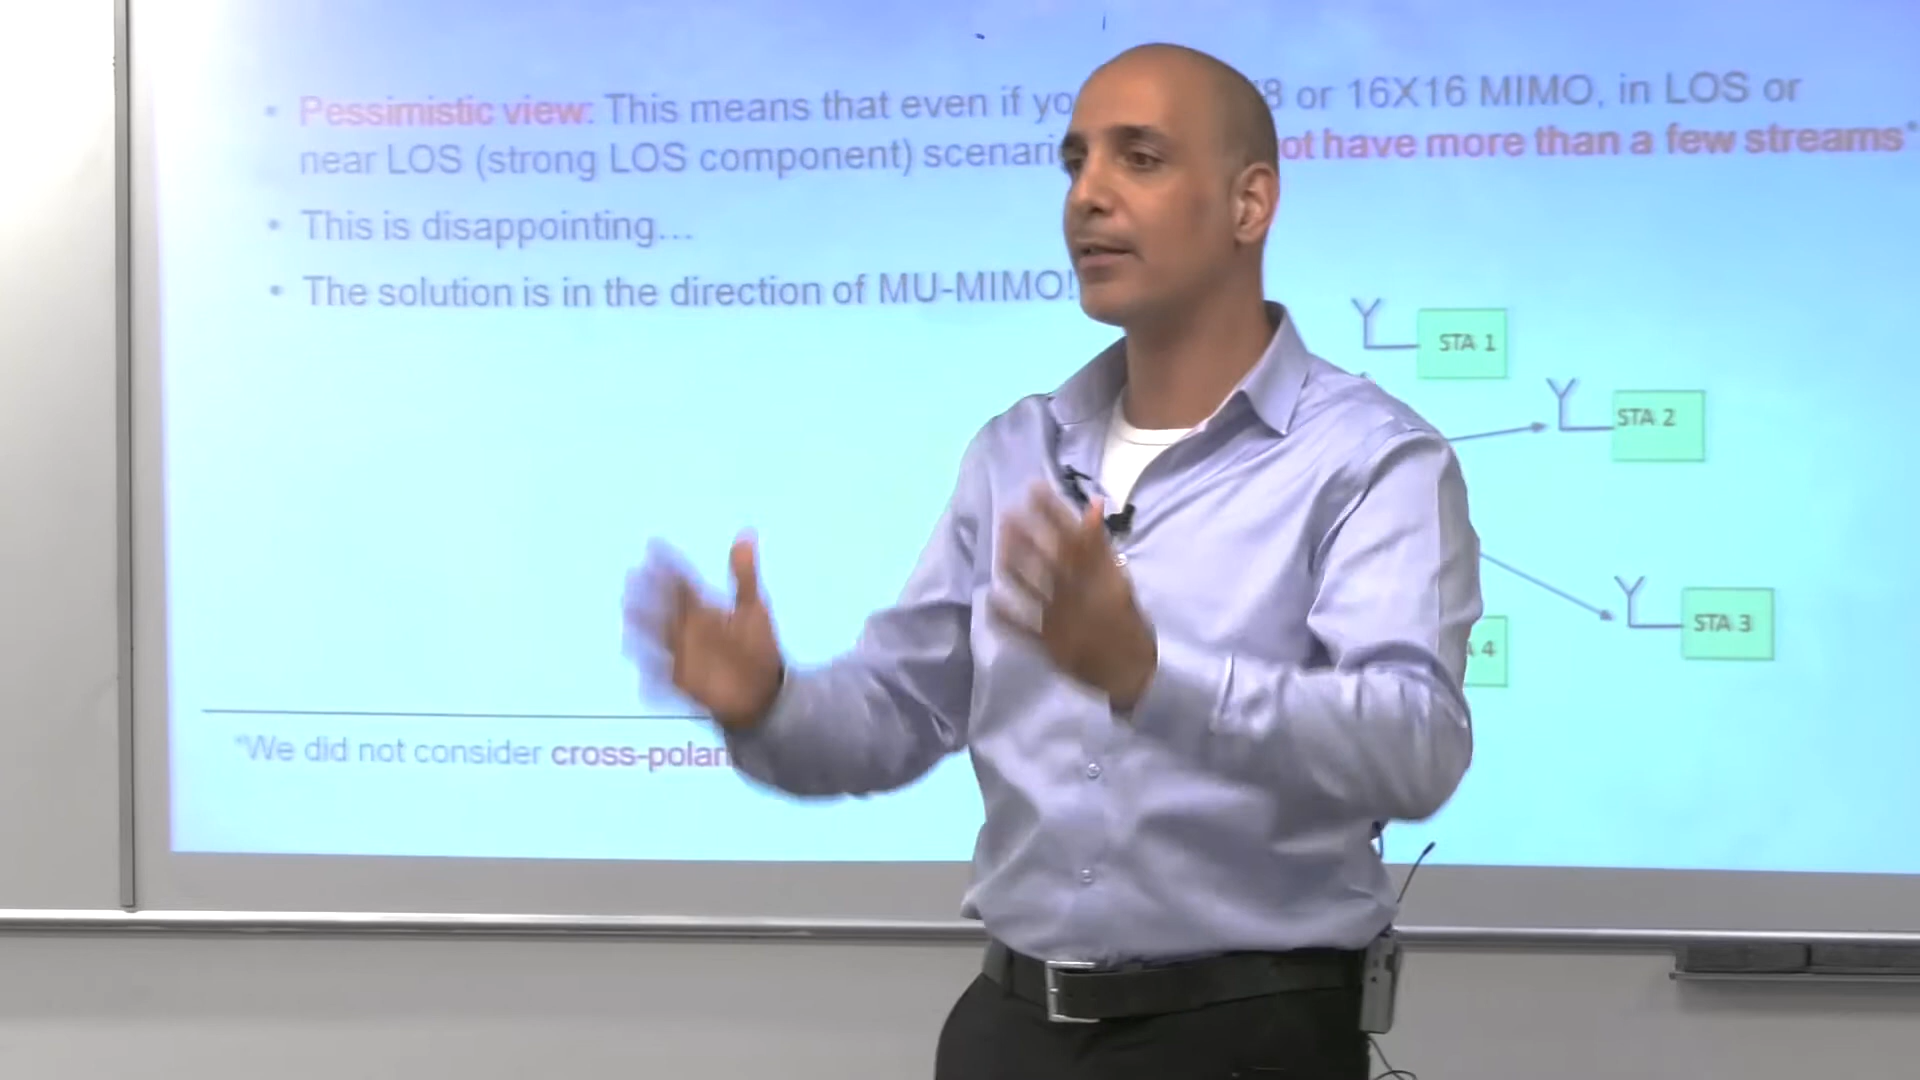 • Pessimistic view: This means that even if yo 8 or 16X16 MIMO, in LOS or
near LOS (strong LOS component) scenari ot have more than a few streams*
• This is disappointing...
• The solution is in the direction of MU-MIMO!
STA 1
STA 2
STA 3
4
*We did not consider cross-polar